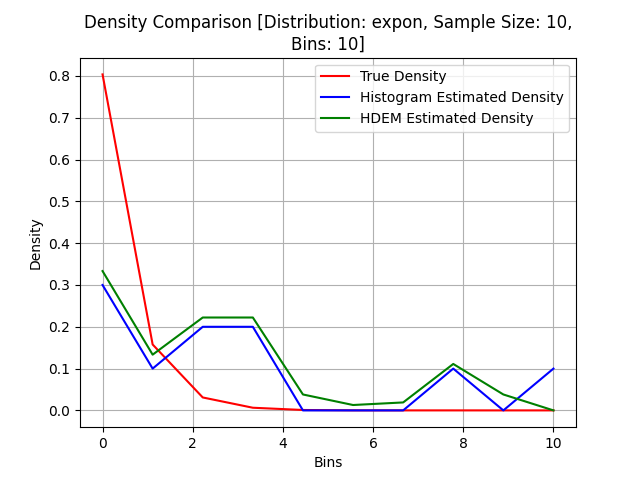 Density Comparison [Distribution: expon, Sample Size: 10,
Bins: 10]
True Density
Histogram Estimated Density
HDEM Estimated Density
Density
0.8
0.7
0.6
0.5
0.4
0.3
0.2
0.1
0.0
0 2 4 6 8 10
Bins